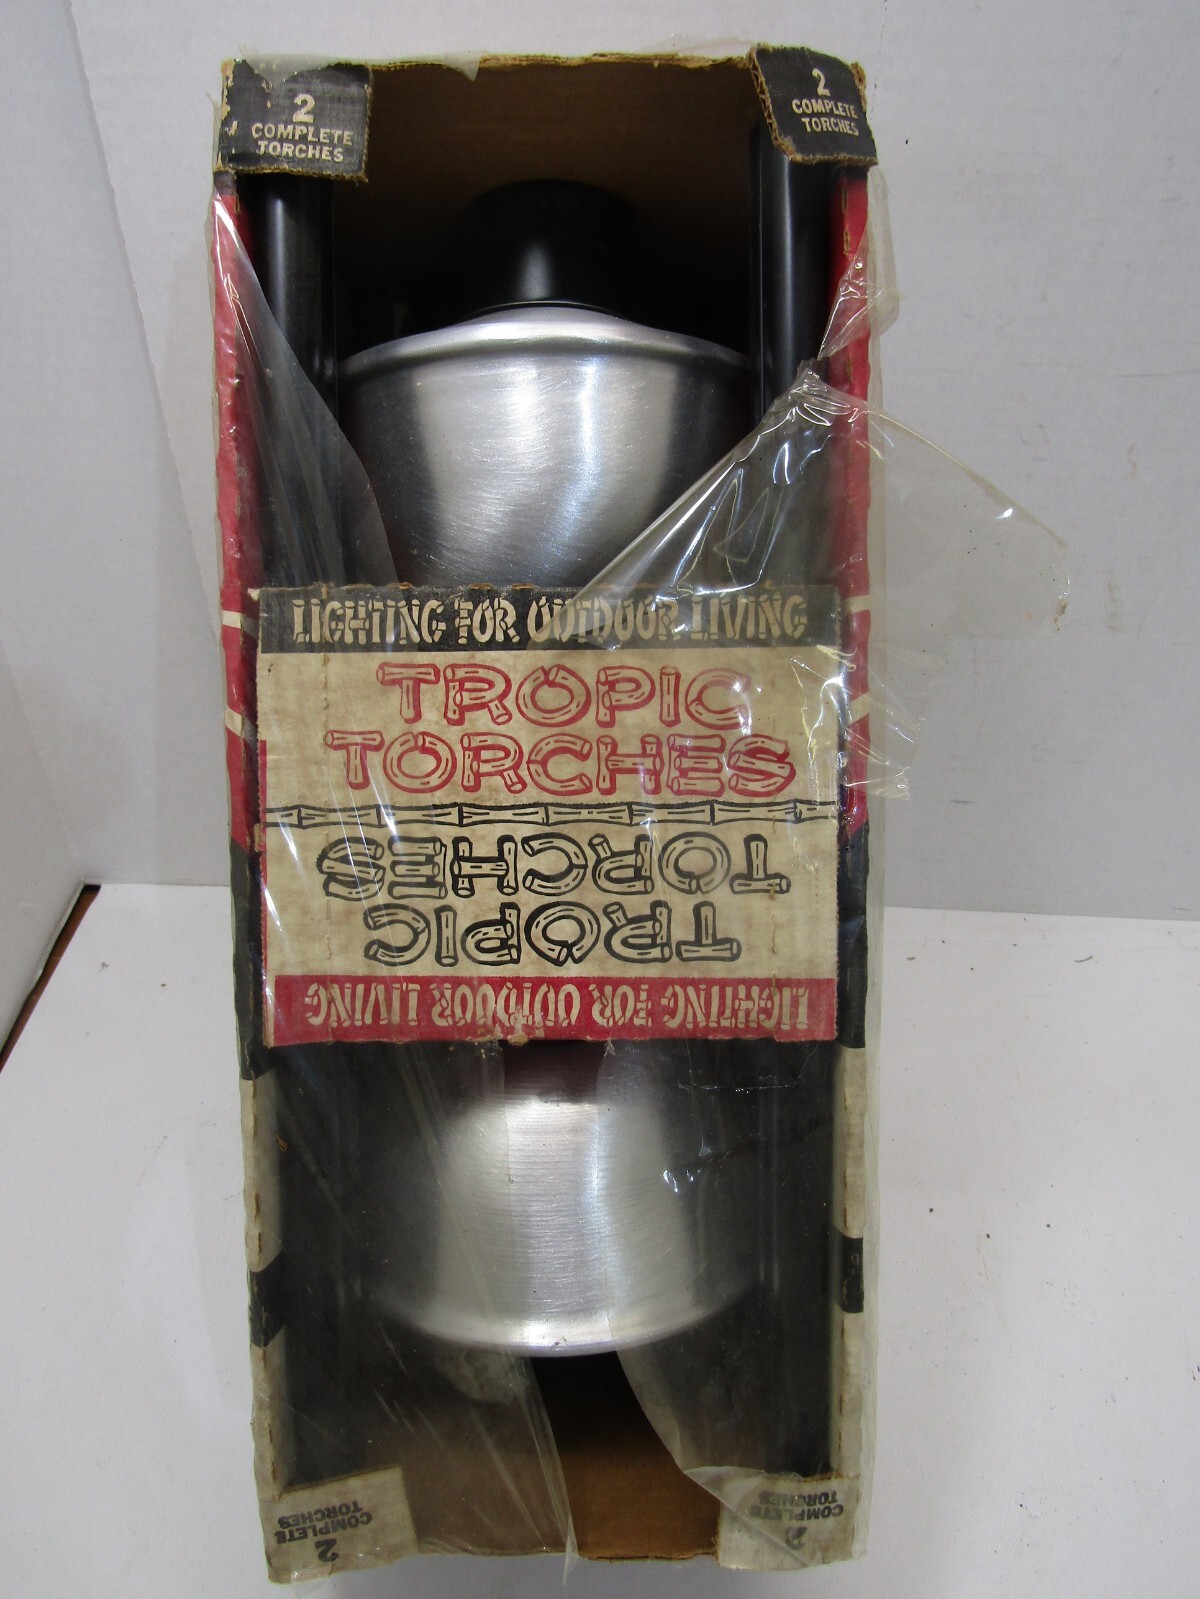 2
COMPLETE
TORCHES
2
COMPLETE
TORCHES
LIGHTING FOR OUTDOOR LIVING
TROPIC
TORCHES
TROPIC
TORCHES
LIGHTING FOR OUTDOOR LIVING
2
COMPLETE
TORCHES
2
COMPLETE
TORCHES